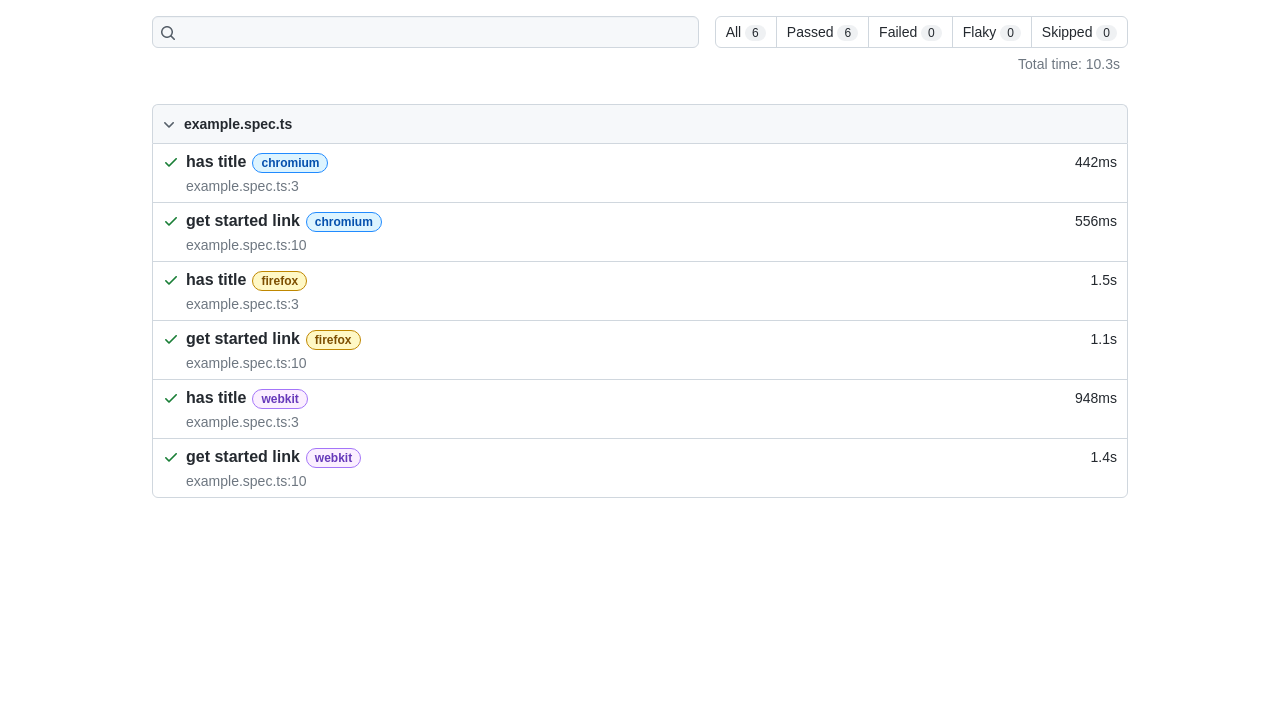 All 6 Passed 6 Failed 0 Flaky 0 Skipped 0
Total time: 10.3s
example.spec.ts
has title chromium 442ms
example.spec.ts:3
get started link chromium 556ms
example.spec.ts:10
has title firefox 1.5s
example.spec.ts:3
get started link firefox 1.1s
example.spec.ts:10
has title webkit 948ms
example.spec.ts:3
get started link webkit 1.4s
example.spec.ts:10